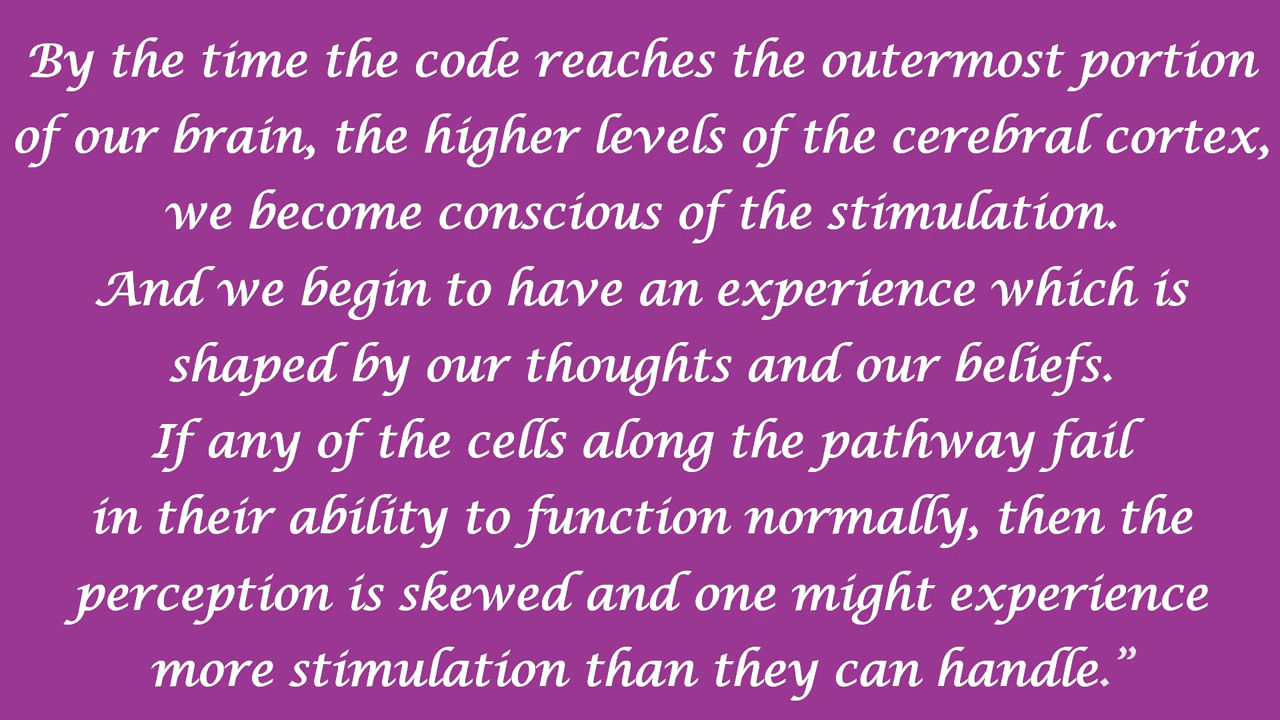 By the time the code reaches the outermost portion
of our brain, the higher levels of the cerebral cortex,
we become conscious of the stimulation.
And we begin to have an experience which is
shaped by our thoughts and our beliefs.
If any of the cells along the pathway fail
in their ability to function normally, then the
perception is skewed and one might experience
more stimulation than they can handle.”